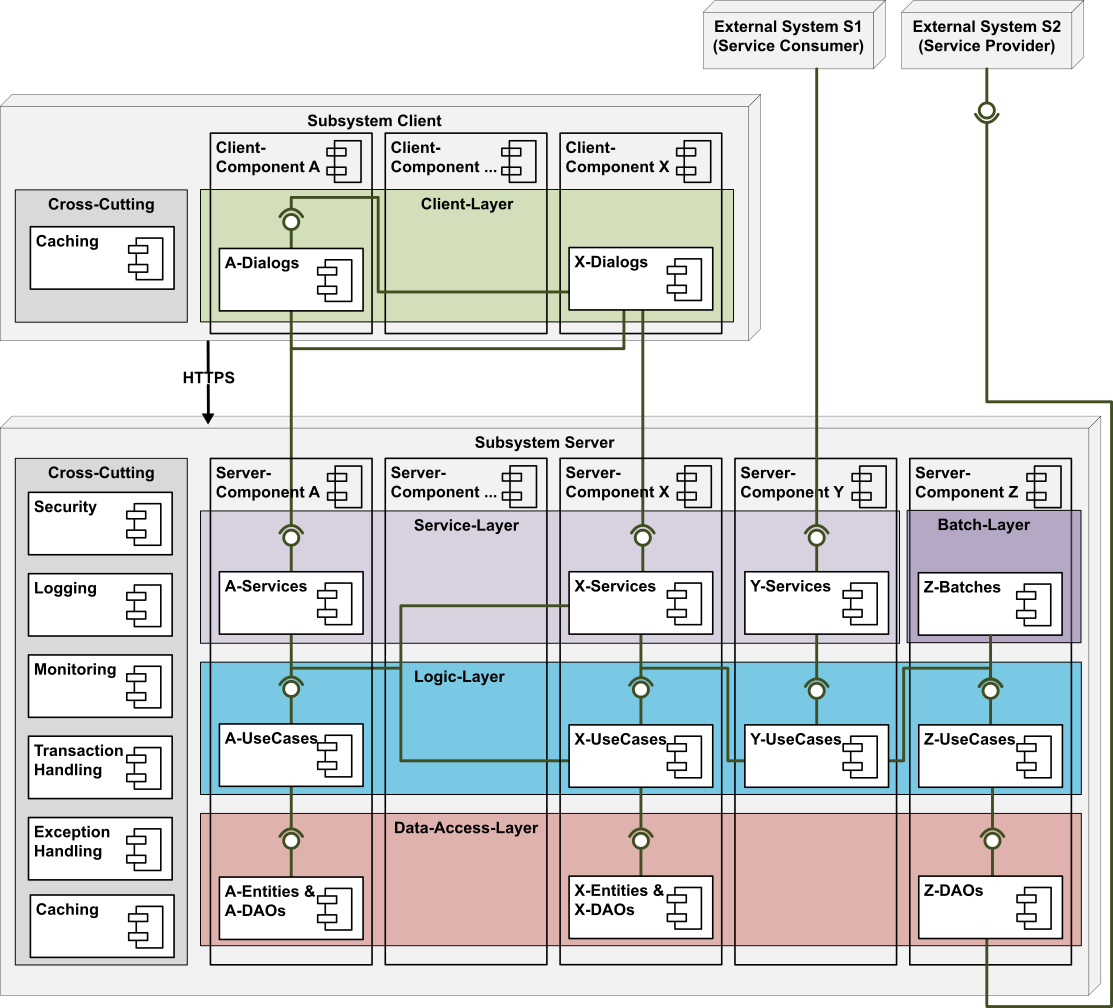 External System S1
(Service Consumer)
External System S2
(Service Provider)
Subsystem Client
Client-
Component A
Client-
Component ...
Client-
Component X
Cross-Cutting
Client-Layer
Caching
A-Dialogs
X-Dialogs
HTTPS
Subsystem Server
Cross-Cutting
Server-
Component A
Server-
Component ...
Server-
Component X
Server-
Component Y
Server-
Component Z
Security
Service-Layer
Batch-Layer
Logging
A-Services
X-Services
Y-Services
Z-Batches
Monitoring
Logic-Layer
Transaction
Handling
A-UseCases
X-UseCases
Y-UseCases
Z-UseCases
Exception
Handling
Data-Access-Layer
Caching
A-Entities &
A-DAOs
X-Entities &
X-DAOs
Z-DAOs